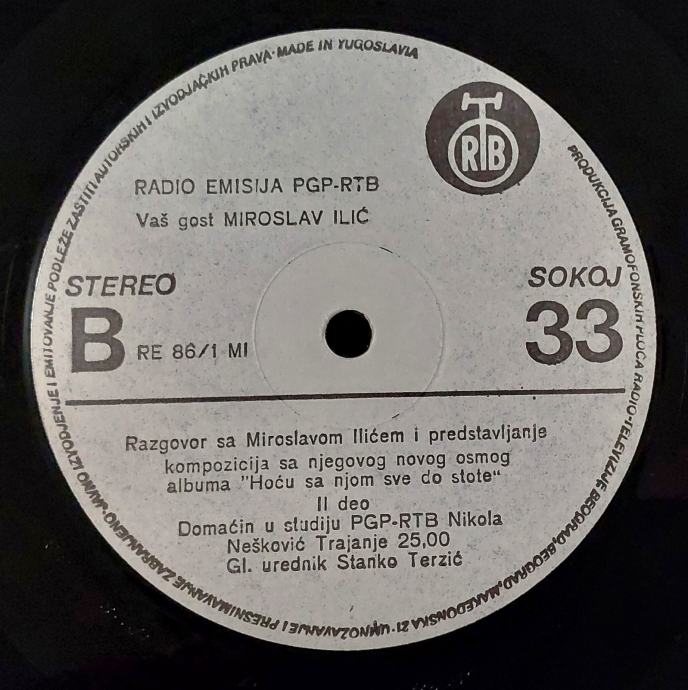 PRODUKCIJA GRAMOFONSKIH PLOČA RADIO-TELEVIZIJE BEOGRAD, BEOGRAD, MAKEDONSKA 21 · UMNOŽAVANJE I PRESNIMAVANJE ZABRANJENO · JAVNO IZVODJENJE I EMITOVANJE PODLEŽE ZAŠTITI AUTORSKIH I IZVODJAČKIH PRAVA · MADE IN YUGOSLAVIA
RTB
RADIO EMISIJA PGP-RTB
Vaš gost MIROSLAV ILIĆ
STEREO
SOKOJ
B
RE 86/1 MI
33
Razgovor sa Miroslavom Ilićem i predstavljanje
kompozicija sa njegovog novog osmog
albuma "Hoću sa njom sve do stote"
II deo
Domaćin u studiju PGP-RTB Nikola
Nešković Trajanje 25,00
Gl. urednik Stanko Terzić